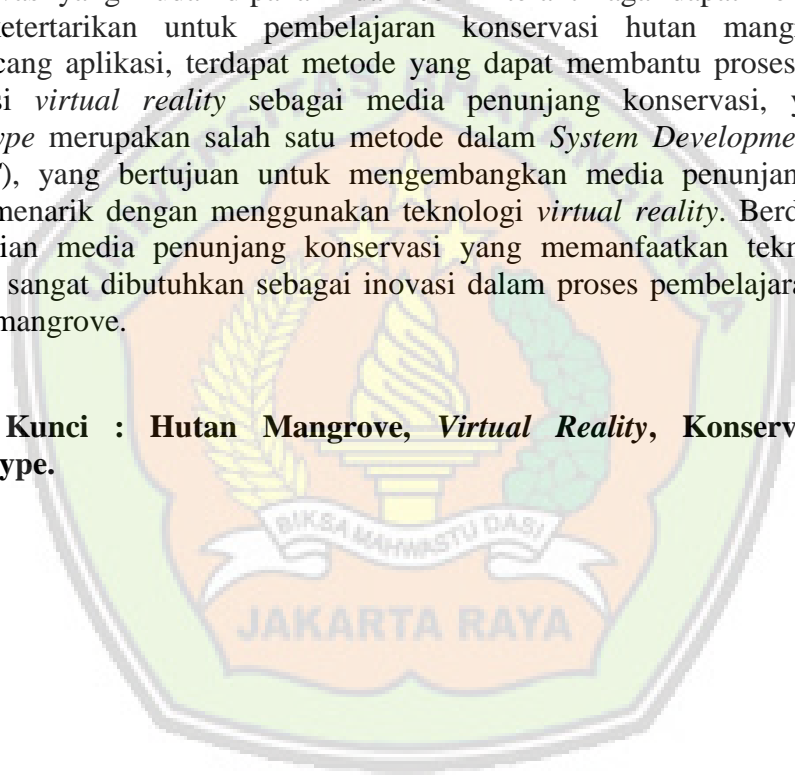 ketertarikan untuk pembelajaran konservasi hutan mang
cang aplikasi, terdapat metode yang dapat membantu proses
si virtual reality sebagai media penunjang konservasi, y
ype merupakan salah satu metode dalam System Developme
), yang bertujuan untuk mengembangkan media penunjan
menarik dengan menggunakan teknologi virtual reality. Berd
ian media penunjang konservasi yang memanfaatkan tekn
sangat dibutuhkan sebagai inovasi dalam proses pembelajara
mangrove.
Kunci : Hutan Mangrove, Virtual Reality, Konserv
ype.
UNIVERSITAS BHAYANGKARA
BIKSA MAHWASTU DASI
JAKARTA RAYA